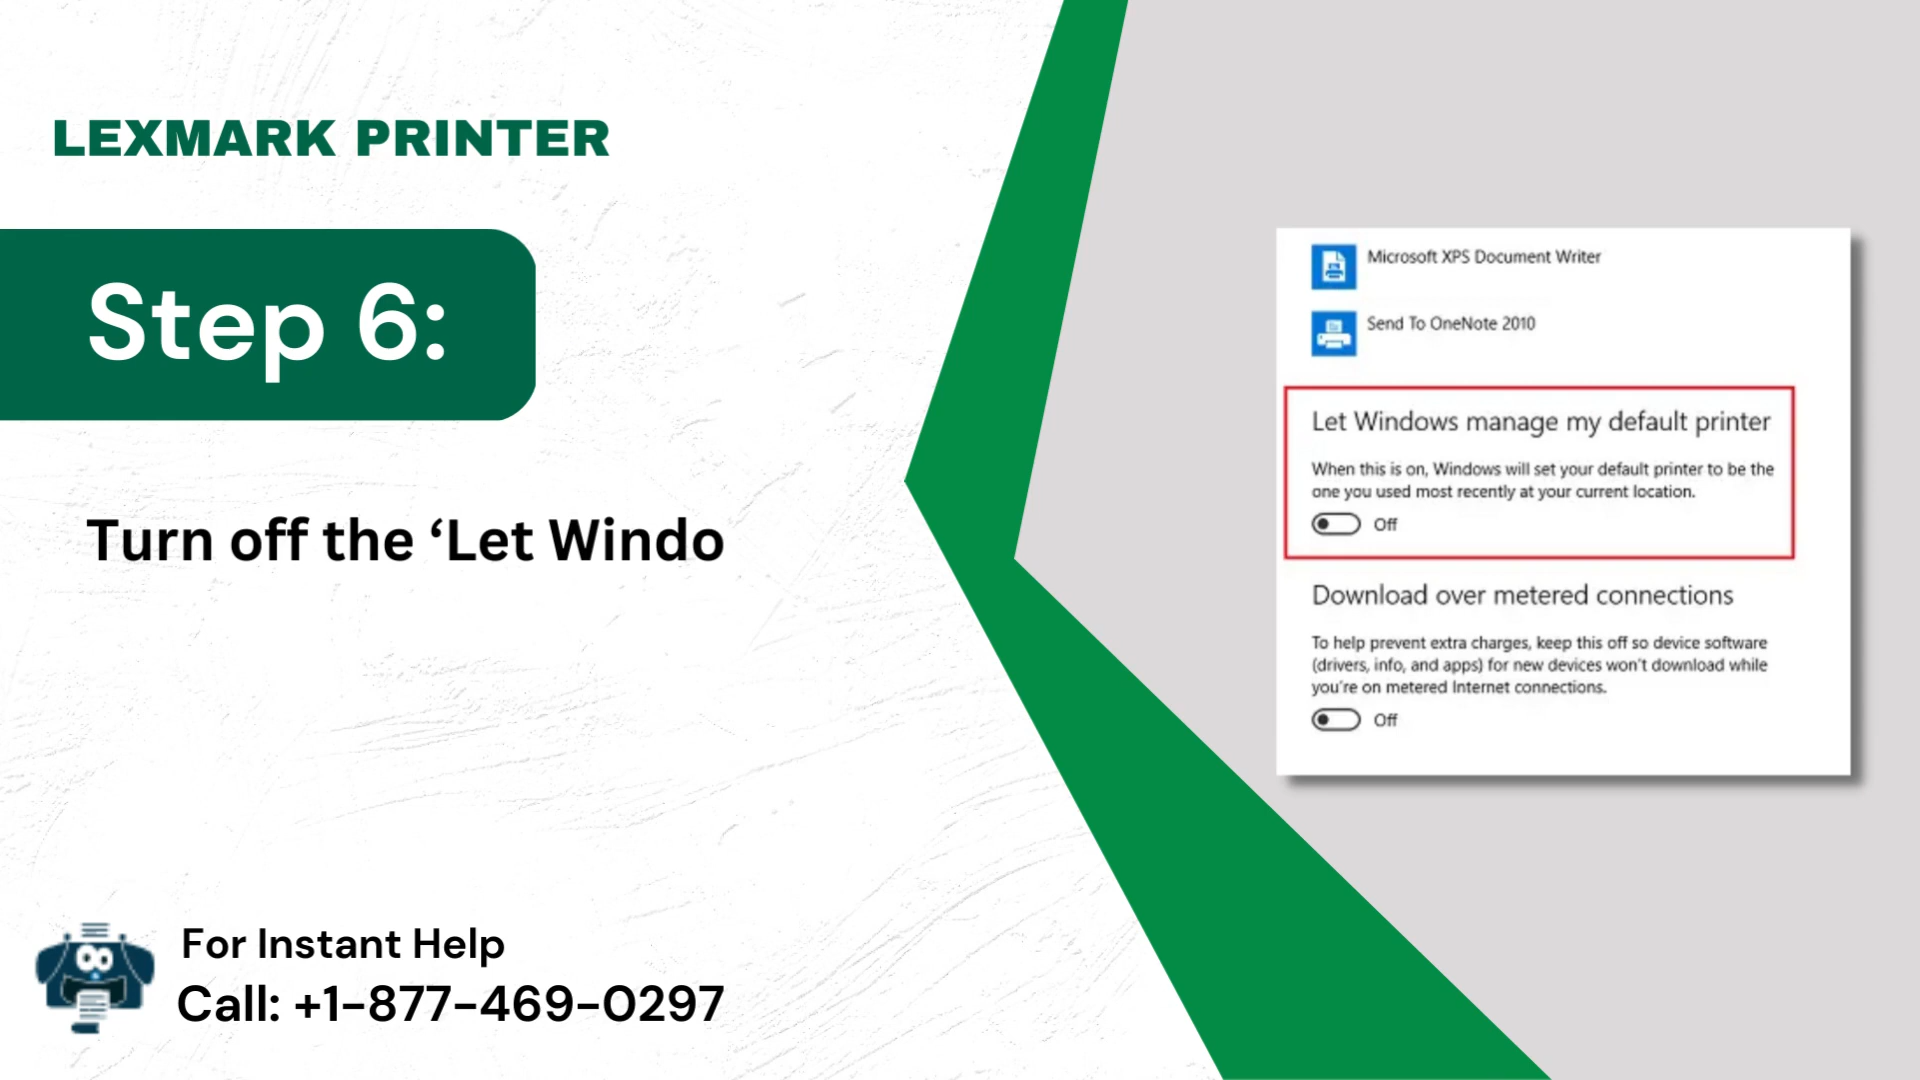 LEXMARK PRINTER
Step 6:
Turn off the ‘Let Windo
For Instant Help
Call: +1-877-469-0297
Microsoft XPS Document Writer
Send To OneNote 2010
Let Windows manage my default printer
When this is on, Windows will set your default printer to be the
one you used most recently at your current location.
Off
Download over metered connections
To help prevent extra charges, keep this off so device software
(drivers, info, and apps) for new devices won't download while
you're on metered Internet connections.
Off